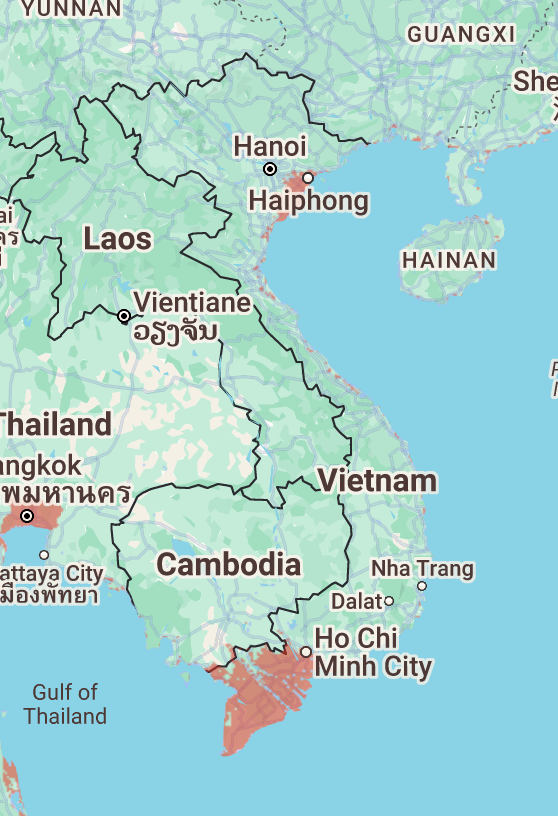 YUNNAN
GUANGXI
She
Hanoi
Haiphong
Laos
HAINAN
Vientiane
ວຽງຈັນ
Thailand
angkok
พมหานคร
Vietnam
Cambodia
attaya City
มืองพัทยา
Nha Trang
Dalat
Ho Chi
Minh City
Gulf of
Thailand